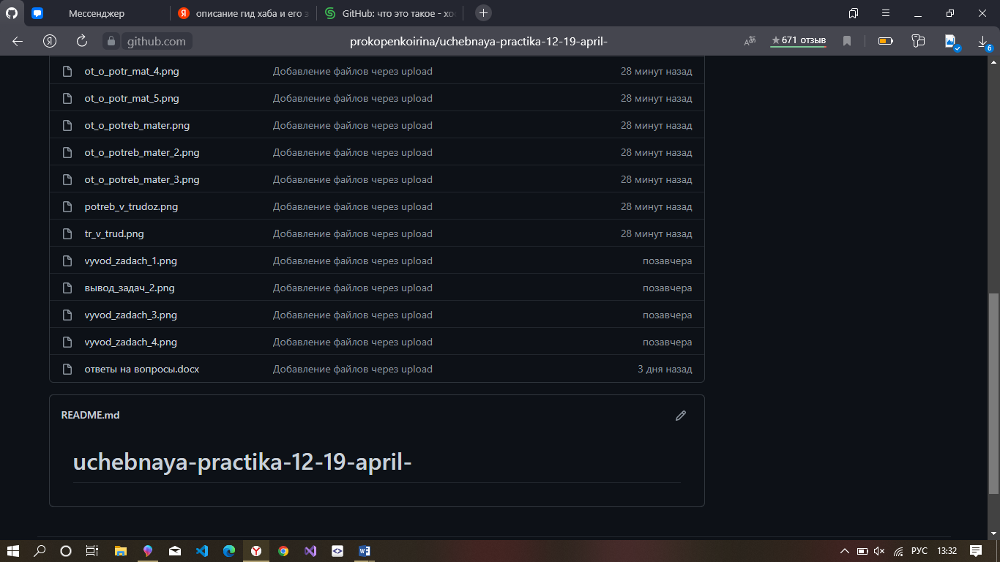 Мессенджер
описание гид хаба и его э
GitHub: что это такое - хос
github.com
prokopenkoirina/uchebnaya-practika-12-19-april-
★671 отзыв
6
ot_o_potr_mat_4.png Добавление файлов через upload 28 минут назад
ot_o_potr_mat_5.png Добавление файлов через upload 28 минут назад
ot_o_potreb_mater.png Добавление файлов через upload 28 минут назад
ot_o_potreb_mater_2.png Добавление файлов через upload 28 минут назад
ot_o_potreb_mater_3.png Добавление файлов через upload 28 минут назад
potreb_v_trudoz.png Добавление файлов через upload 28 минут назад
tr_v_trud.png Добавление файлов через upload 28 минут назад
vyvod_zadach_1.png Добавление файлов через upload позавчера
вывод_задач_2.png Добавление файлов через upload позавчера
vyvod_zadach_3.png Добавление файлов через upload позавчера
vyvod_zadach_4.png Добавление файлов через upload позавчера
ответы на вопросы.docx Добавление файлов через upload 3 дня назад
README.md
uchebnaya-practika-12-19-april-
РУС 13:32